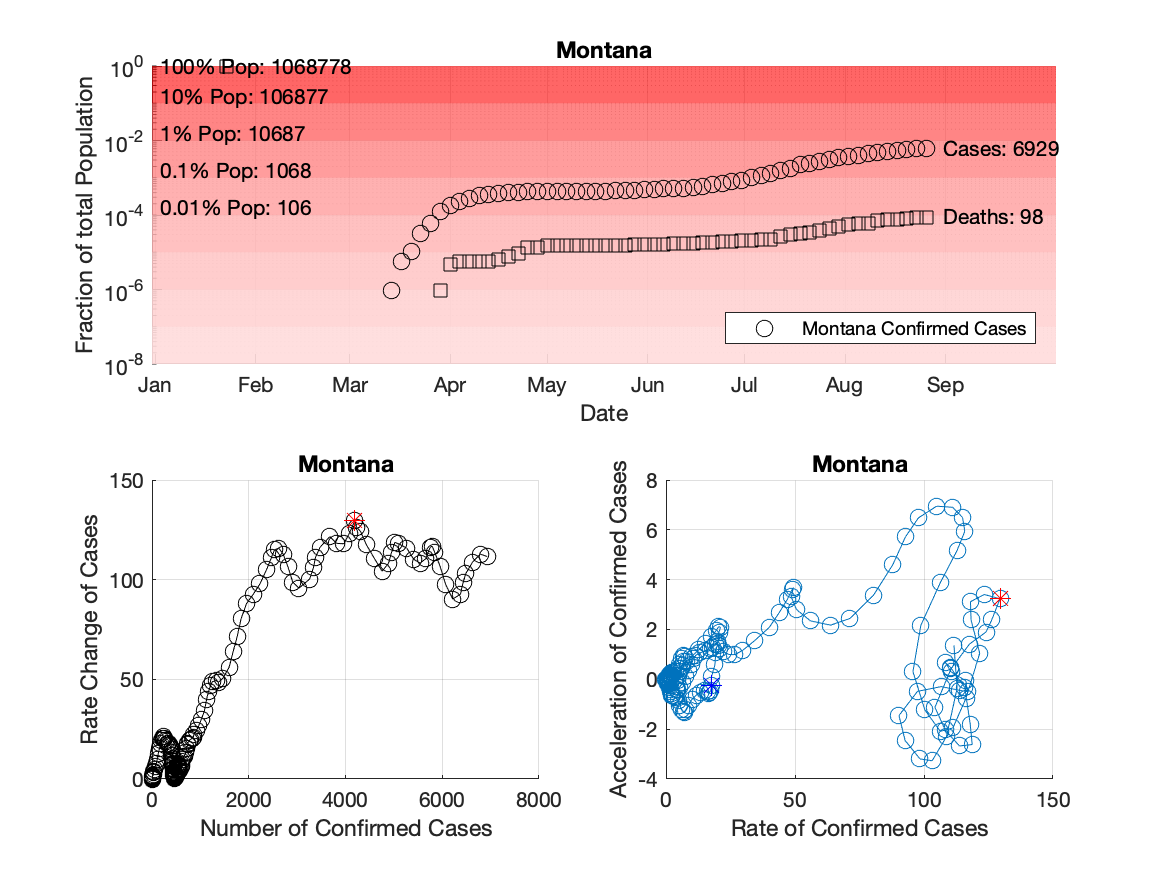 Montana
Fraction of total Population
10^0
10^-2
10^-4
10^-6
10^-8
100% Pop: 1068778
10% Pop: 106877
1% Pop: 10687
0.1% Pop: 1068
0.01% Pop: 106
Cases: 6929
Deaths: 98
Montana Confirmed Cases
Jan Feb Mar Apr May Jun Jul Aug Sep
Date
Montana
Rate Change of Cases
150
100
50
0
0 2000 4000 6000 8000
Number of Confirmed Cases
Montana
Acceleration of Confirmed Cases
8
6
4
2
0
-2
-4
0 50 100 150
Rate of Confirmed Cases